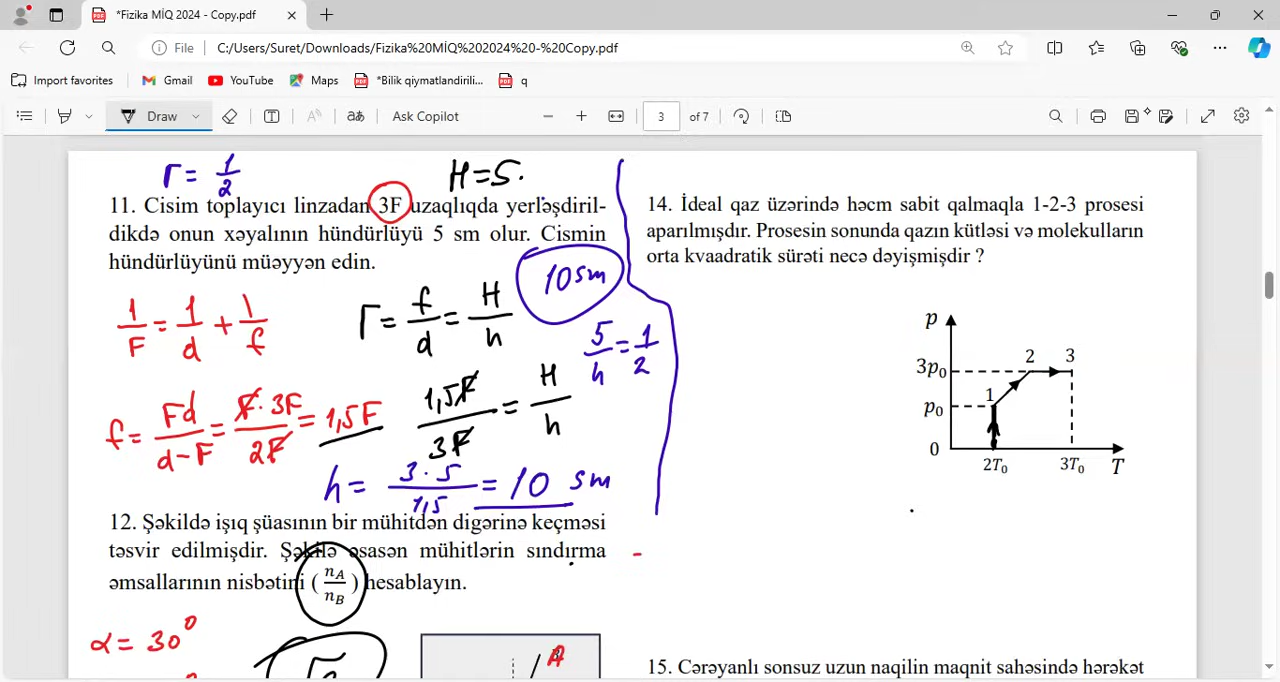 *Fizika MİQ 2024 - Copy.pdf
File
C:/Users/Suret/Downloads/Fizika%20MİQ%202024%20-%20Copy.pdf
Import favorites
Gmail
YouTube
Maps
*Bilik qiymatlandirili...
q
Draw
aあ
Ask Copilot
3 of 7
Γ = 1/2
H = 5.
11. Cisim toplayıcı linzadan 3F uzaqlıqda yerləşdiril-
dikdə onun xəyalının hündürlüyü 5 sm olur. Cismin
hündürlüyünü müəyyən edin.
10 sm
1/F = 1/d + 1/f
Γ = f/d = H/h
5/h = 1/2
f = Fd/d-F = F·3F/2F = 1,5F
1,5F/3F = H/h
h = 3·5/1,5 = 10 sm
12. Şəkildə işıq şüasının bir mühitdən digərinə keçməsi
təsvir edilmişdir. Şəkilə əsasən mühitlərin sındırma
əmsallarının nisbətini (nA/nB) hesablayın.
α = 30°
A
14. İdeal qaz üzərində həcm sabit qalmaqla 1-2-3 prosesi
aparılmışdır. Prosesin sonunda qazın kütləsi və molekulların
orta kvaadratik sürəti necə dəyişmişdir ?
p
3p₀
2
3
p₀
1
0
2T₀
3T₀
T
15. Cərəyanlı sonsuz uzun naqilin maqnit sahəsində hərəkət